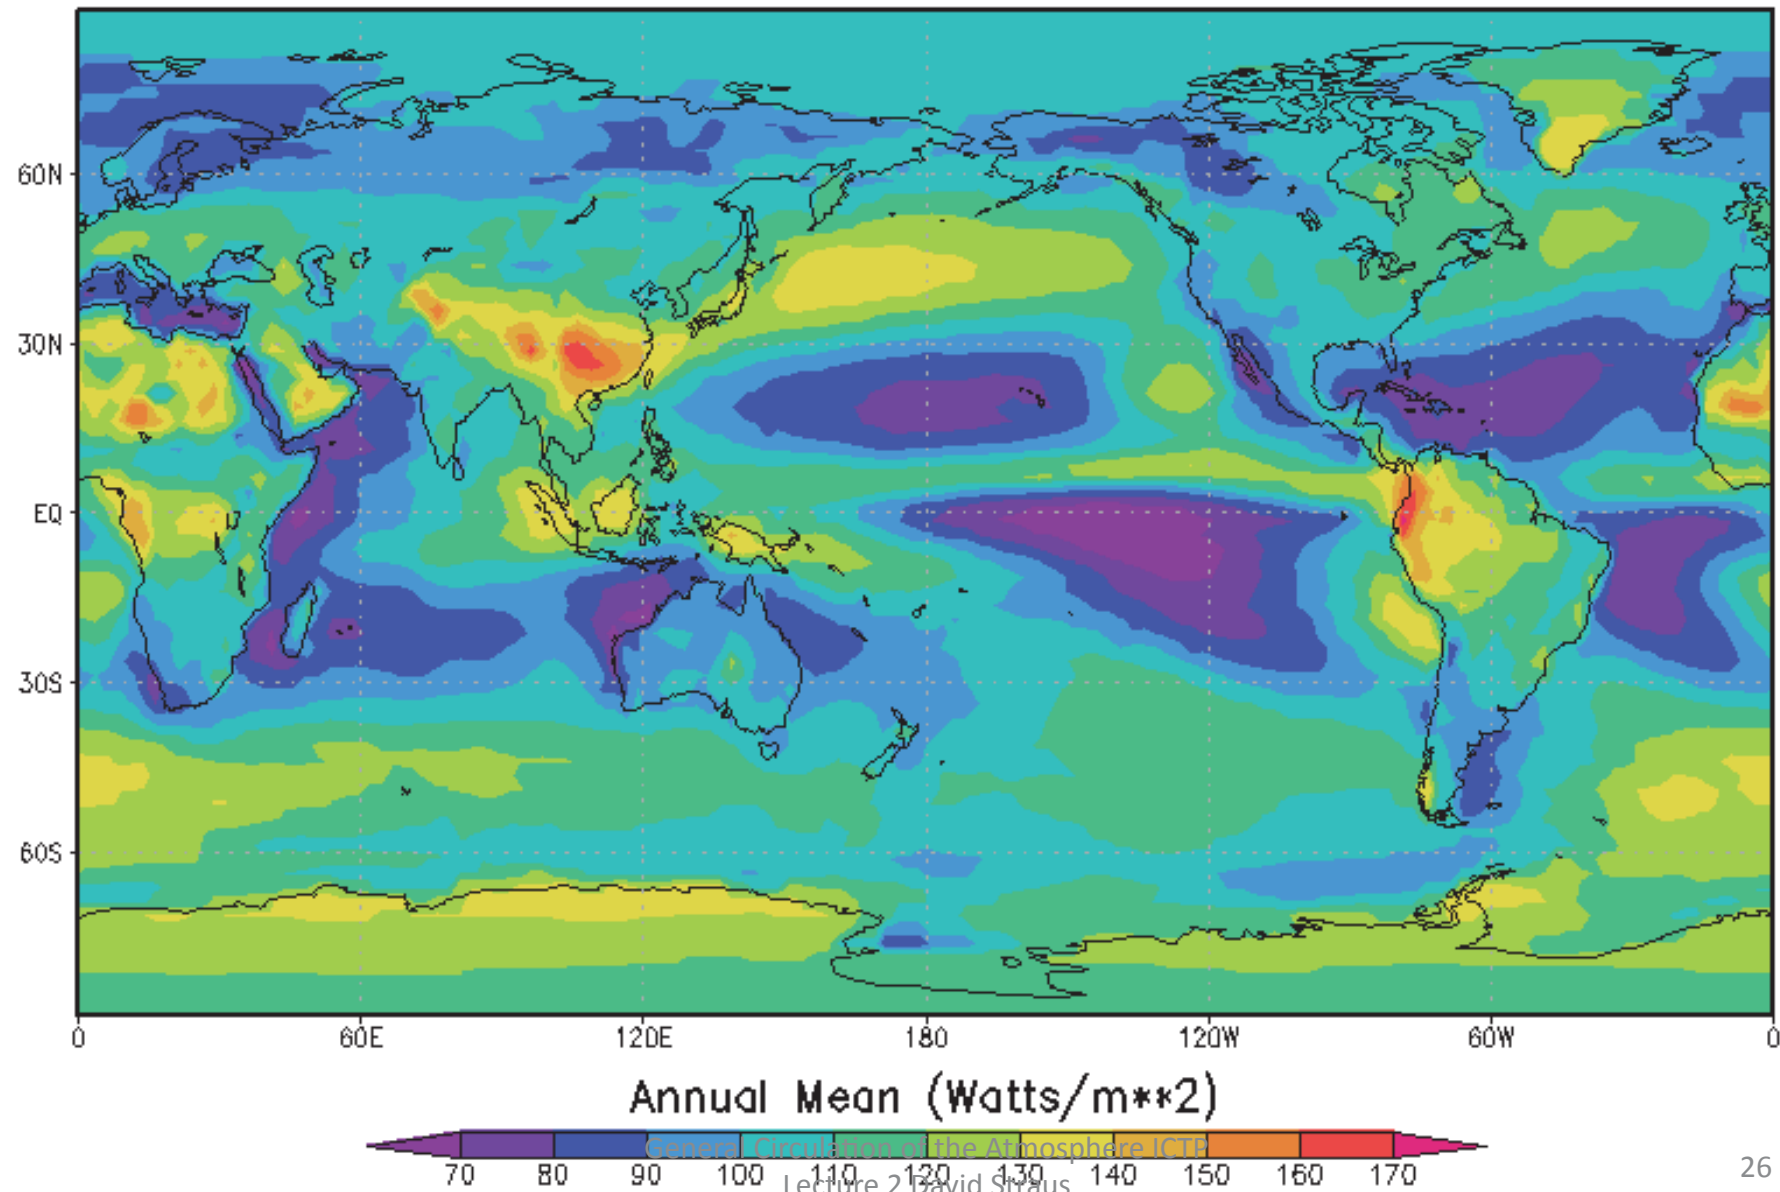 60N
30N
EQ
30S
60S
0 60E 120E 180 120W 60W 0
Annual Mean (Watts/m**2)
General Circulation of the Atmosphere ICTP
70 80 90 100 110 120 130 140 150 160 170
Lecture 2 David Straus
26